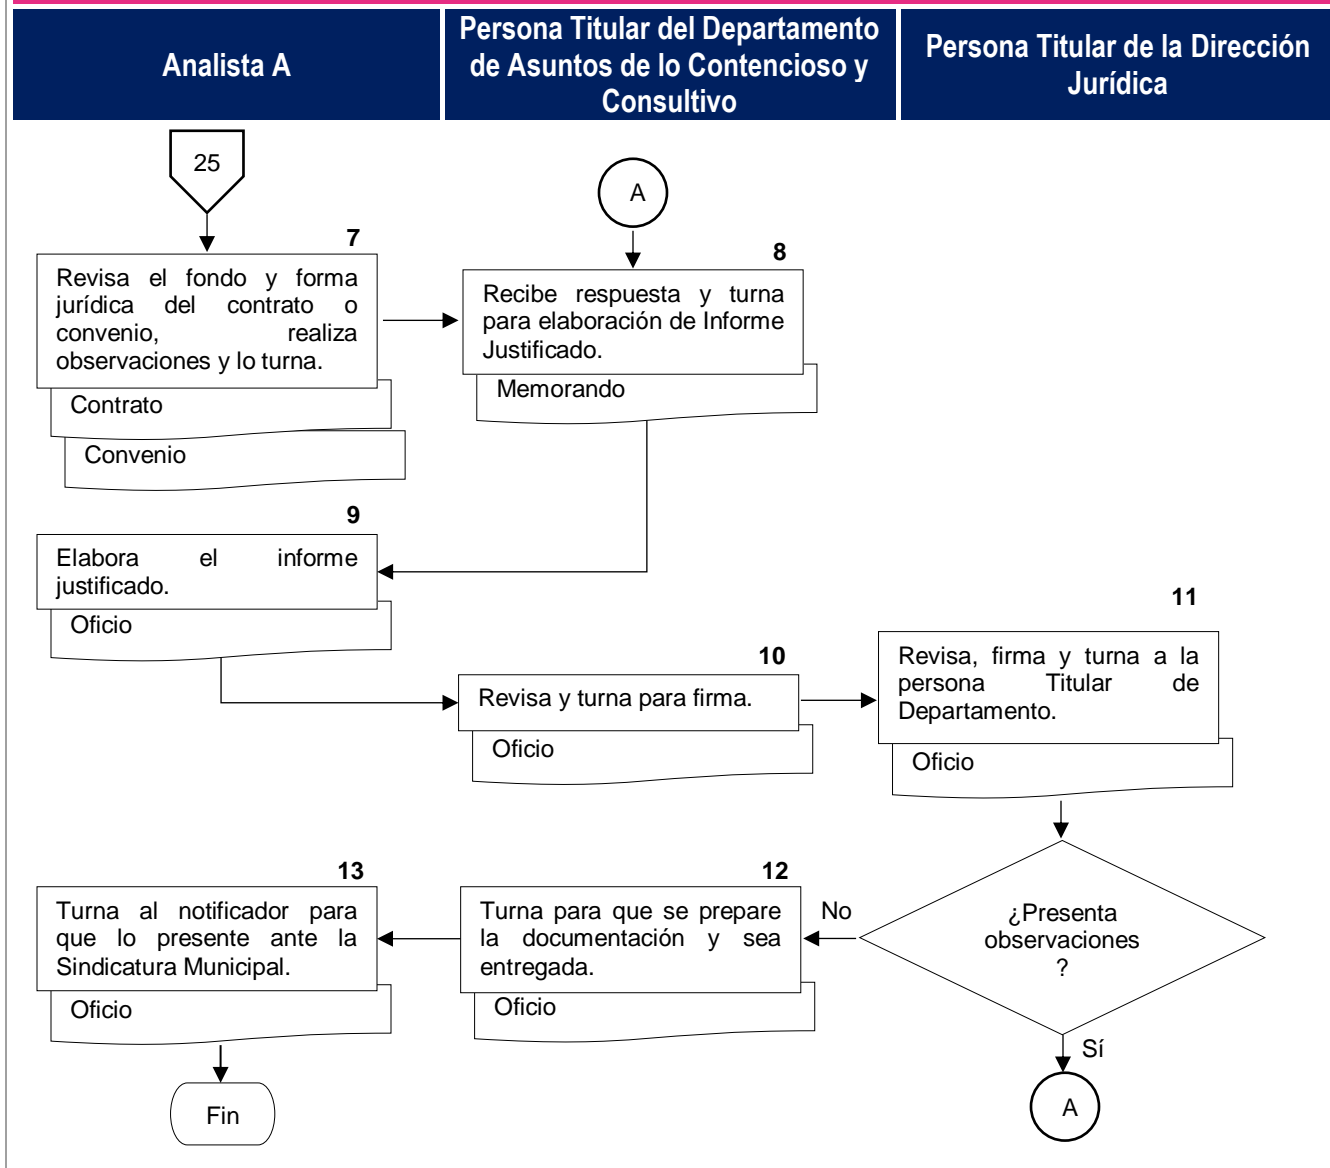 Analista A
Persona Titular del Departamento
de Asuntos de lo Contencioso y
Consultivo
Persona Titular de la Dirección
Jurídica
25
A
7
Revisa el fondo y forma
jurídica del contrato o
convenio, realiza
observaciones y lo turna.
Contrato
Convenio
8
Recibe respuesta y turna
para elaboración de Informe
Justificado.
Memorando
9
Elabora el informe
justificado.
Oficio
10
Revisa y turna para firma.
Oficio
11
Revisa, firma y turna a la
persona Titular de
Departamento.
Oficio
¿Presenta
observaciones
?
No
Sí
A
12
Turna para que se prepare
la documentación y sea
entregada.
Oficio
13
Turna al notificador para
que lo presente ante la
Sindicatura Municipal.
Oficio
Fin